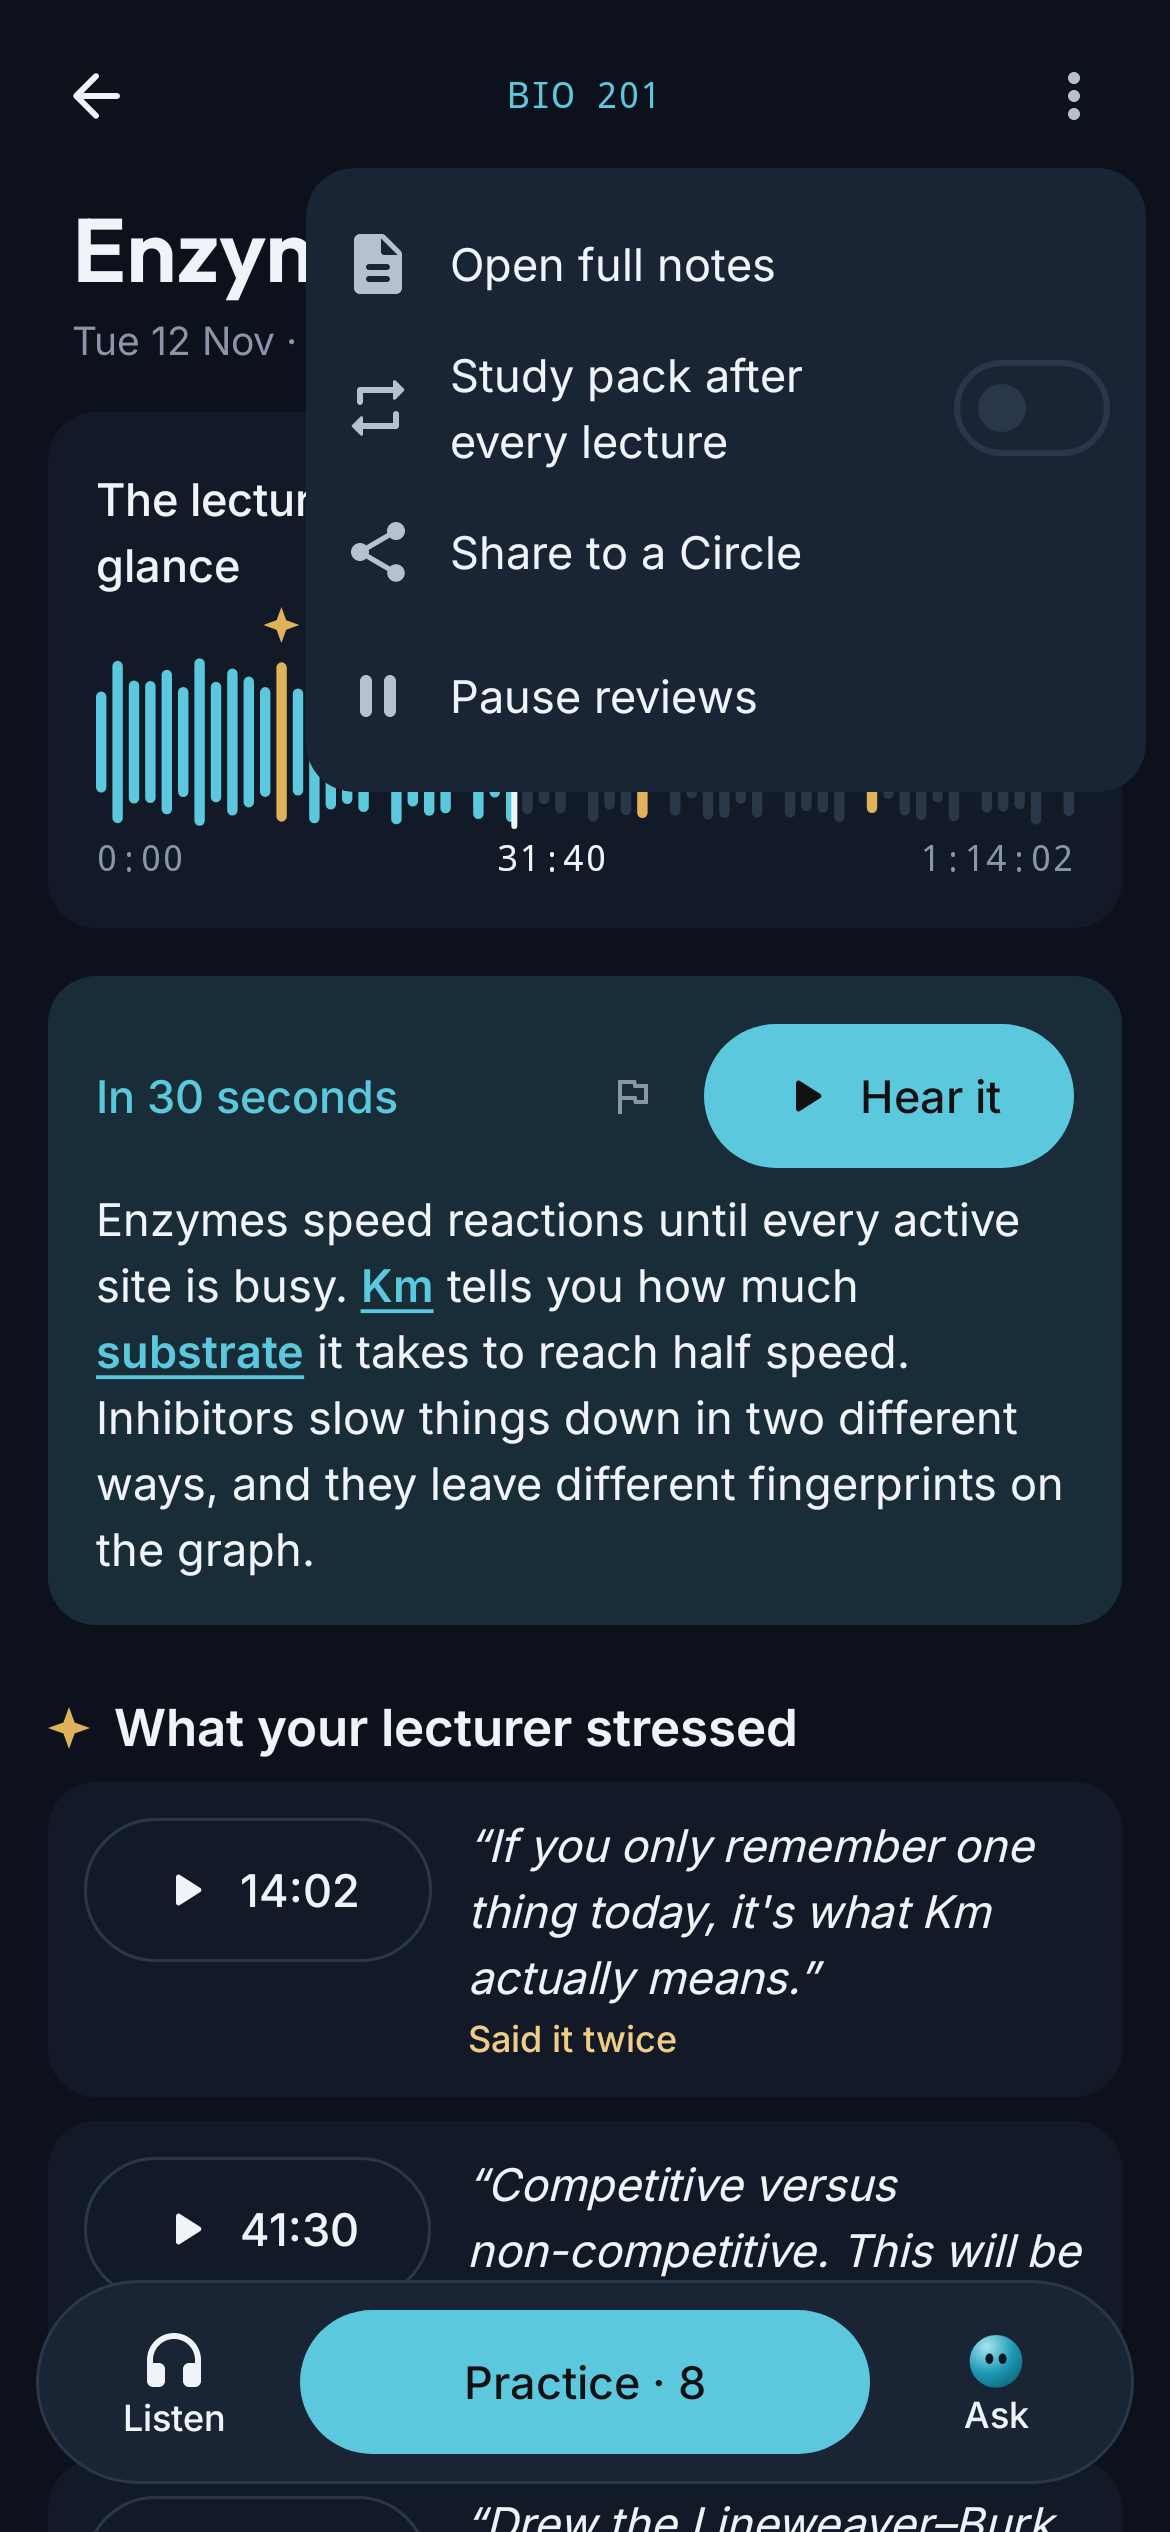 BIO 201
Tue 12 Nov ·
Open full notes
Study pack after
every lecture
Share to a Circle
Pause reviews
The
glance
0:00
31:40
1:14:02
In 30 seconds
Hear it
Enzymes speed reactions until every active
site is busy. Km tells you how much
substrate it takes to reach half speed.
Inhibitors slow things down in two different
ways, and they leave different fingerprints on
the graph.
What your lecturer stressed
14:02
“If you only remember one
thing today, it's what Km
actually means.”
Said it twice
41:30
“Competitive versus
non-competitive. This will be
Listen
Practice · 8
Ask
“Drew the Lineweaver–Burk